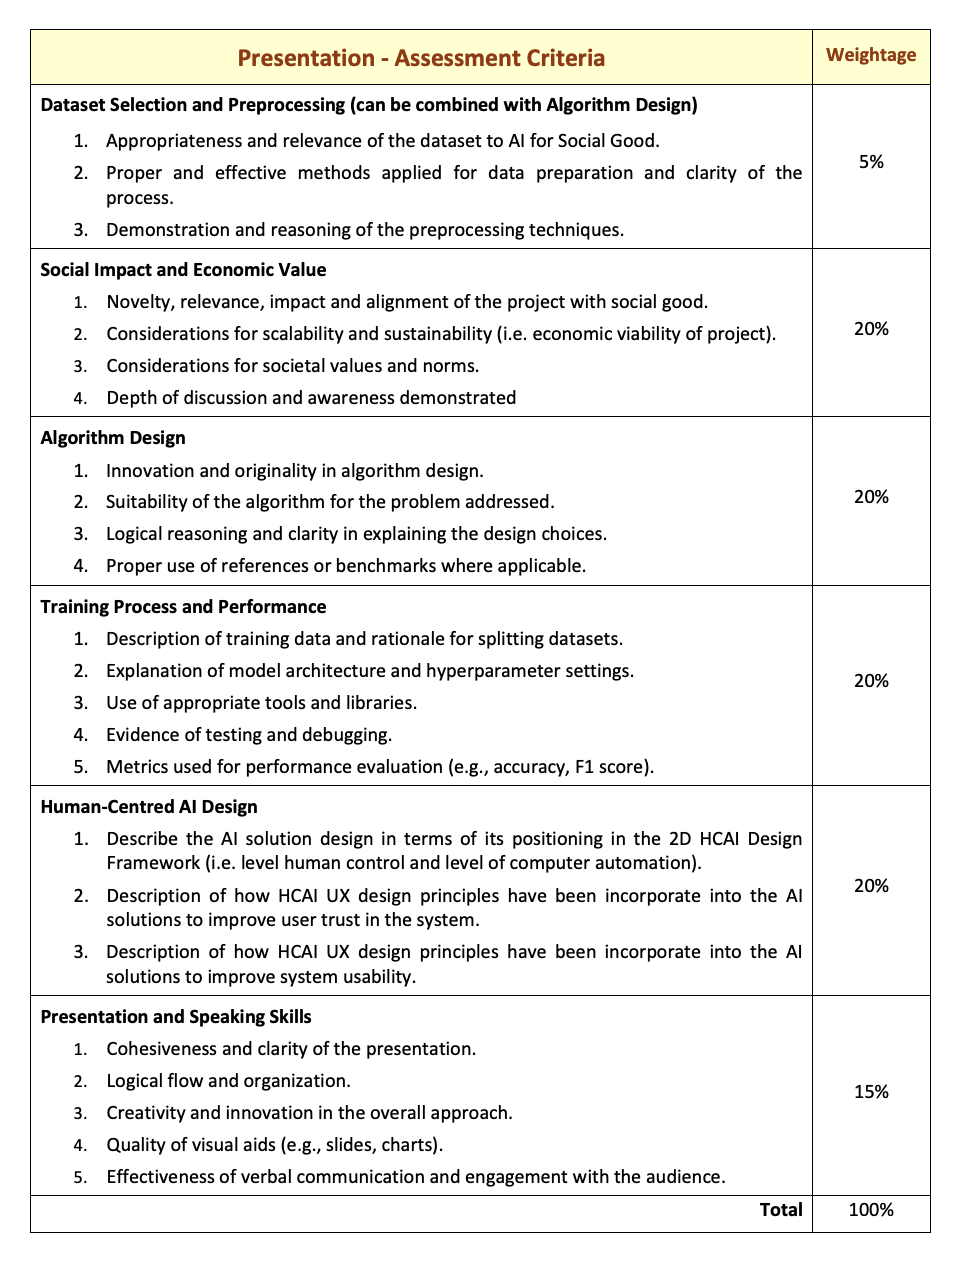 Presentation - Assessment Criteria
Weightage
Dataset Selection and Preprocessing (can be combined with Algorithm Design)
1. Appropriateness and relevance of the dataset to AI for Social Good.
2. Proper and effective methods applied for data preparation and clarity of the
process.
3. Demonstration and reasoning of the preprocessing techniques.
5%
Social Impact and Economic Value
1. Novelty, relevance, impact and alignment of the project with social good.
2. Considerations for scalability and sustainability (i.e. economic viability of project).
3. Considerations for societal values and norms.
4. Depth of discussion and awareness demonstrated
20%
Algorithm Design
1. Innovation and originality in algorithm design.
2. Suitability of the algorithm for the problem addressed.
3. Logical reasoning and clarity in explaining the design choices.
4. Proper use of references or benchmarks where applicable.
20%
Training Process and Performance
1. Description of training data and rationale for splitting datasets.
2. Explanation of model architecture and hyperparameter settings.
3. Use of appropriate tools and libraries.
4. Evidence of testing and debugging.
5. Metrics used for performance evaluation (e.g., accuracy, F1 score).
20%
Human-Centred AI Design
1. Describe the AI solution design in terms of its positioning in the 2D HCAI Design
Framework (i.e. level human control and level of computer automation).
2. Description of how HCAI UX design principles have been incorporate into the AI
solutions to improve user trust in the system.
3. Description of how HCAI UX design principles have been incorporate into the AI
solutions to improve system usability.
20%
Presentation and Speaking Skills
1. Cohesiveness and clarity of the presentation.
2. Logical flow and organization.
3. Creativity and innovation in the overall approach.
4. Quality of visual aids (e.g., slides, charts).
5. Effectiveness of verbal communication and engagement with the audience.
15%
Total
100%